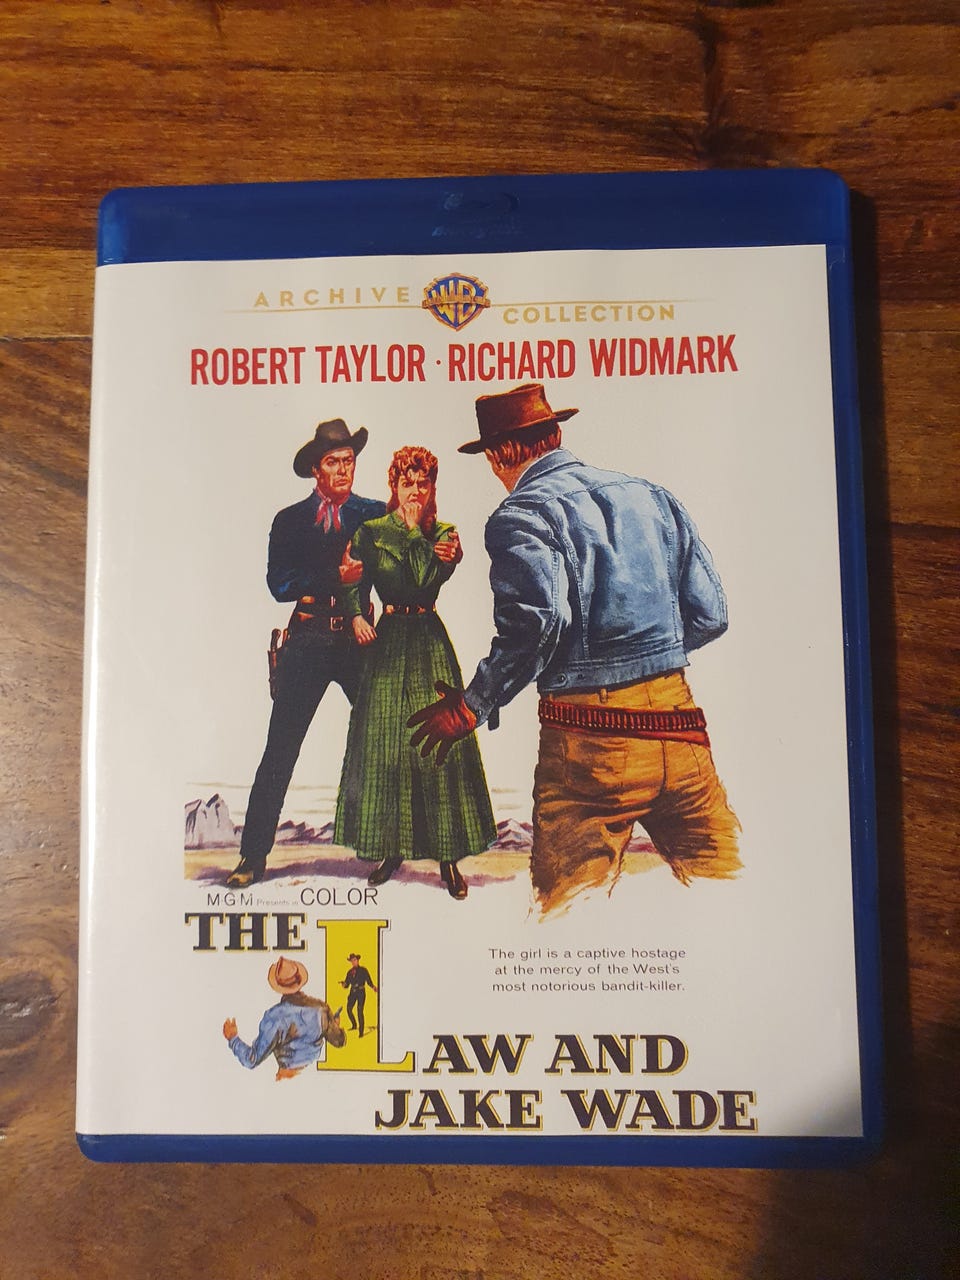 ARCHIVE WB COLLECTION
ROBERT TAYLOR · RICHARD WIDMARK
M-G-M Presents in COLOR
THE LAW AND
JAKE WADE
The girl is a captive hostage
at the mercy of the West's
most notorious bandit-killer.